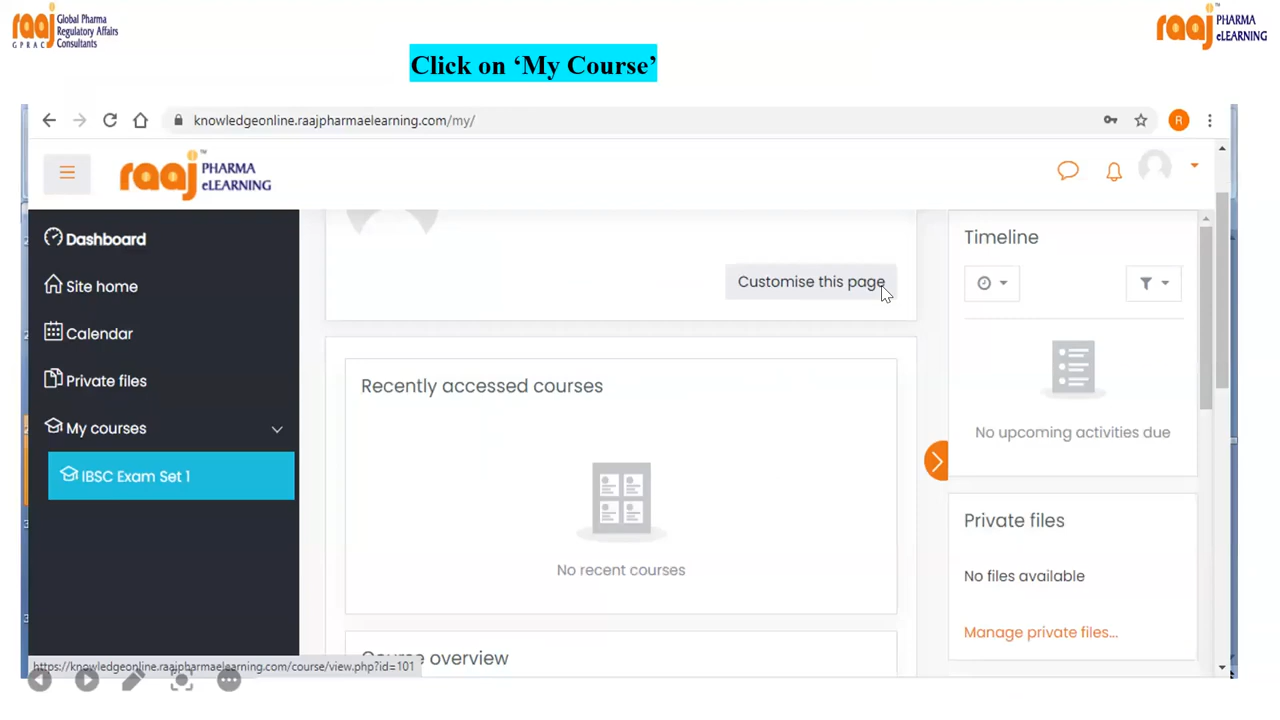 raaj
GPRAC
Global Pharma
Regulatory Affairs
Consultants
raaj™
PHARMA
eLEARNING
Click on ‘My Course’
knowledgeonline.raajpharmaelearning.com/my/
R
raaj™
PHARMA
eLEARNING
Dashboard
Site home
Calendar
Private files
My courses
IBSC Exam Set 1
Customise this page
Recently accessed courses
No recent courses
Course overview
Timeline
No upcoming activities due
Private files
No files available
Manage private files...
https://knowledgeonline.raajpharmaelearning.com/course/view.php?id=101